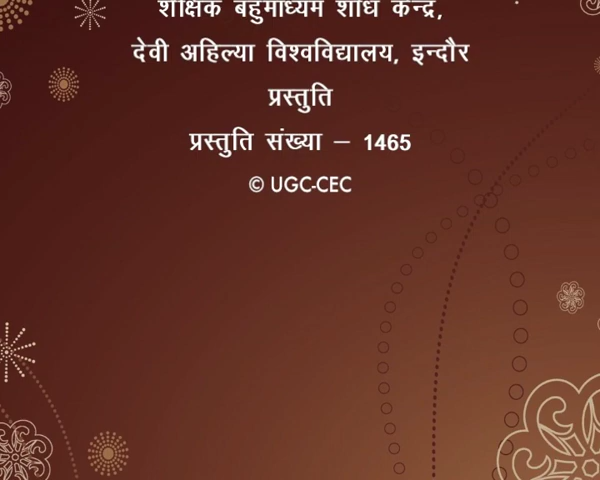 शैक्षिक बहुमाध्यम शोध केन्द्र,
देवी अहिल्या विश्वविद्यालय, इन्दौर
प्रस्तुति
प्रस्तुति संख्या – 1465
© UGC-CEC